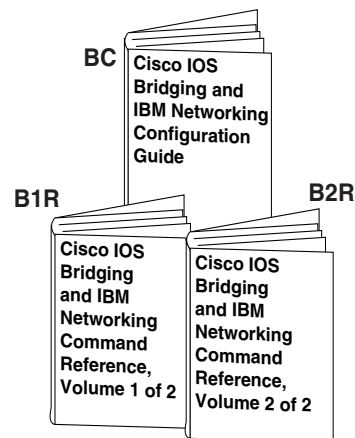 BC
Cisco IOS
Bridging and
IBM Networking
Configuration
Guide
B1R
Cisco IOS
Bridging
and IBM
Networking
Command
Reference,
Volume 1 of 2
B2R
Cisco IOS
Bridging
and IBM
Networking
Command
Reference,
Volume 2 of 2